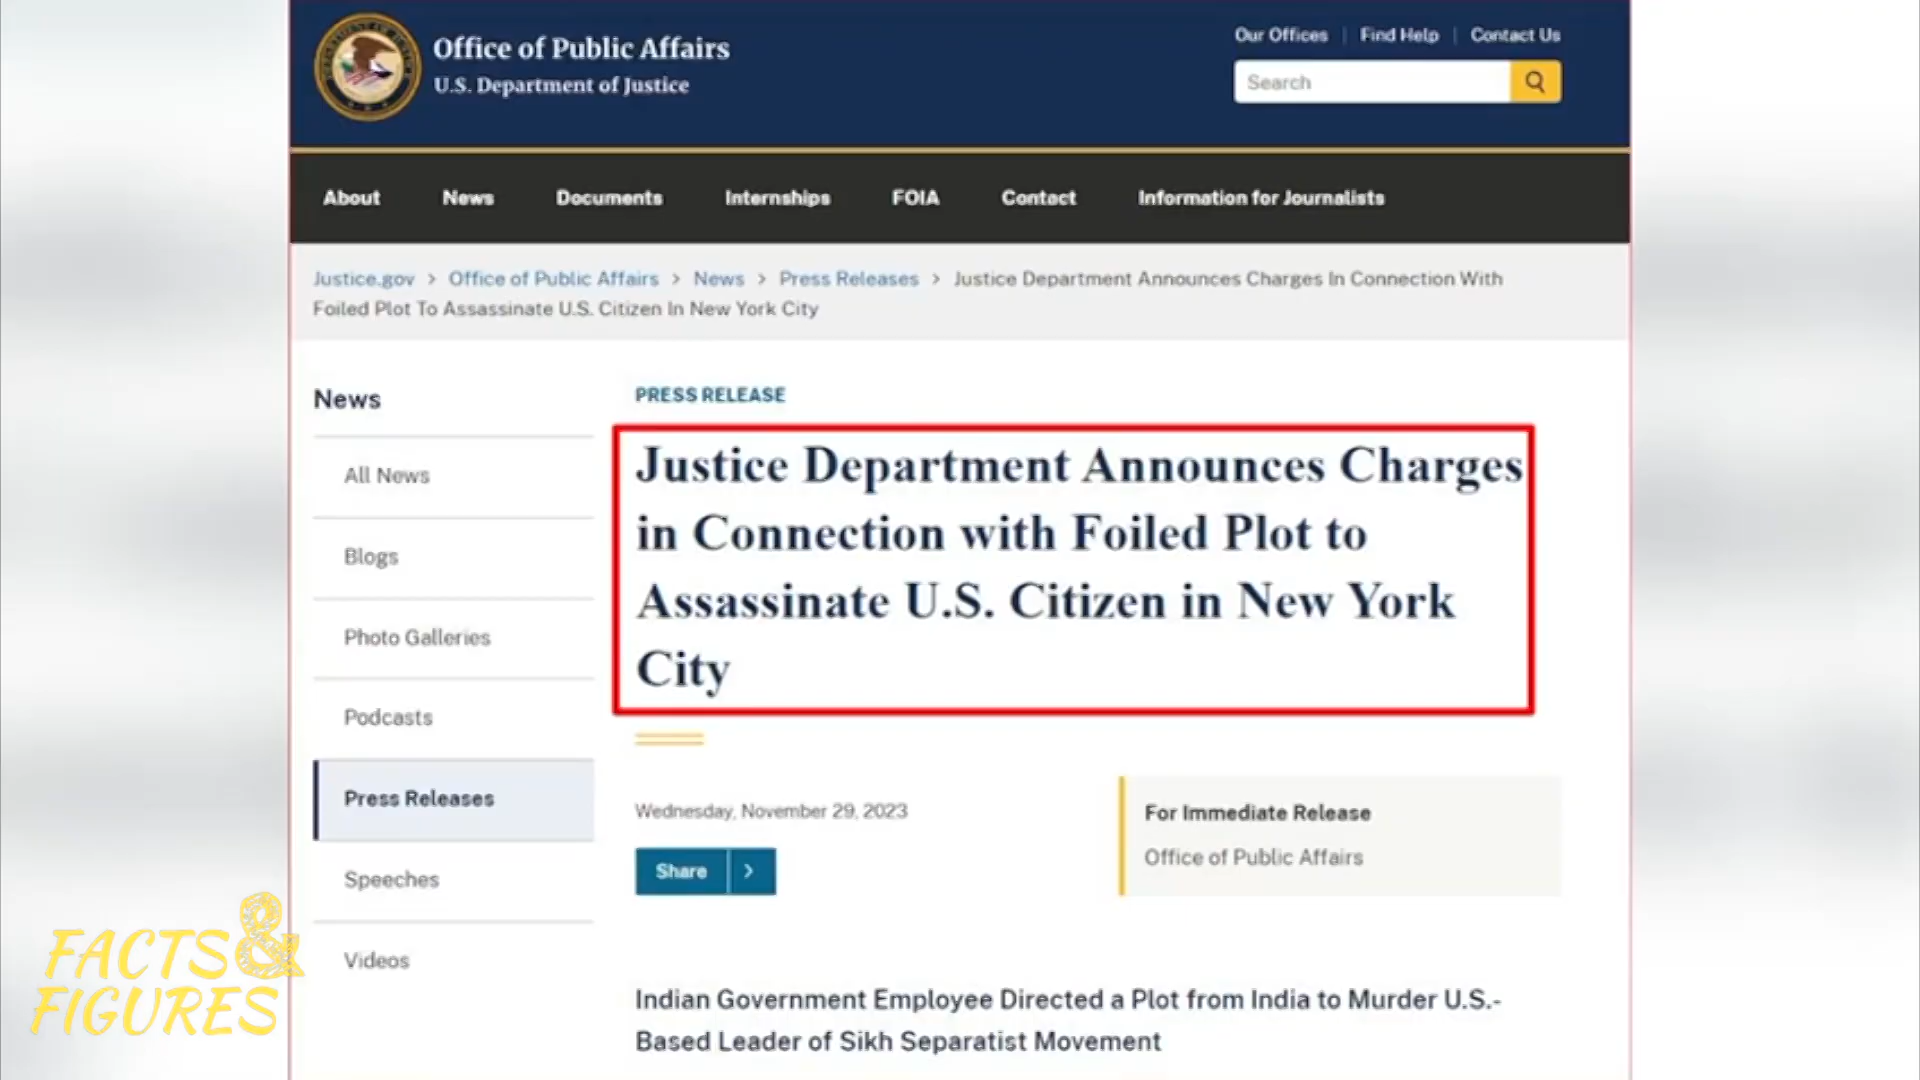 Office of Public Affairs
U.S. Department of Justice
Our Offices | Find Help | Contact Us
Search
About News Documents Internships FOIA Contact Information for Journalists
Justice.gov > Office of Public Affairs > News > Press Releases > Justice Department Announces Charges In Connection With
Foiled Plot To Assassinate U.S. Citizen In New York City
News
All News
Blogs
Photo Galleries
Podcasts
Press Releases
Speeches
Videos
PRESS RELEASE
Justice Department Announces Charges
in Connection with Foiled Plot to
Assassinate U.S. Citizen in New York
City
Wednesday, November 29, 2023
Share >
For Immediate Release
Office of Public Affairs
Indian Government Employee Directed a Plot from India to Murder U.S.-
Based Leader of Sikh Separatist Movement
FACTS &
FIGURES